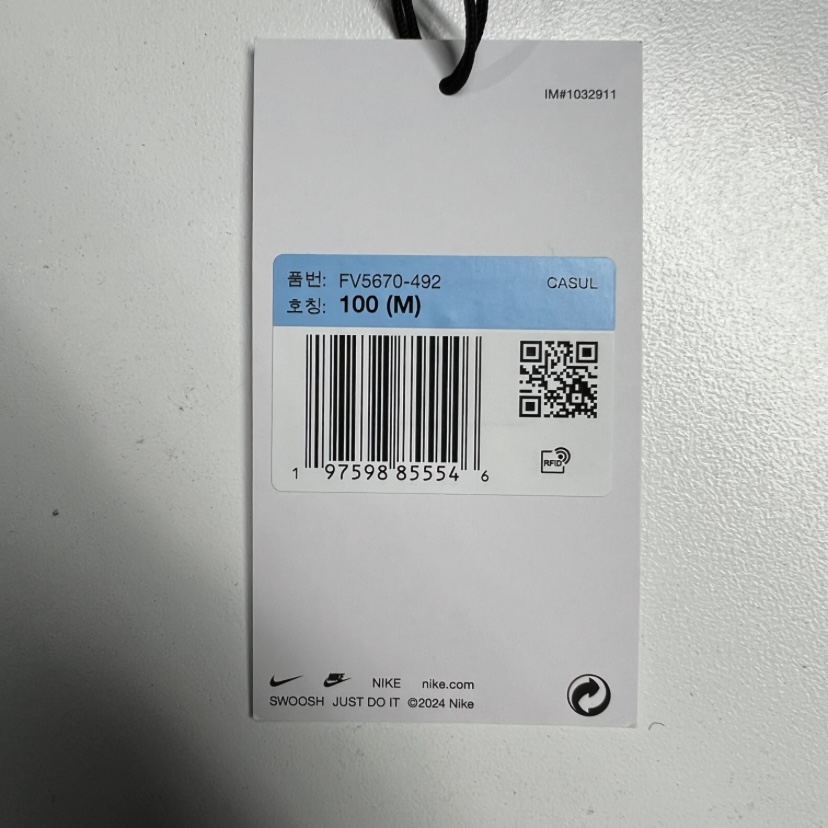 IM#1032911
품번: FV5670-492 CASUL
호칭: 100 (M)
1 97598 85554 6
RFID
NIKE nike.com
SWOOSH JUST DO IT ©2024 Nike